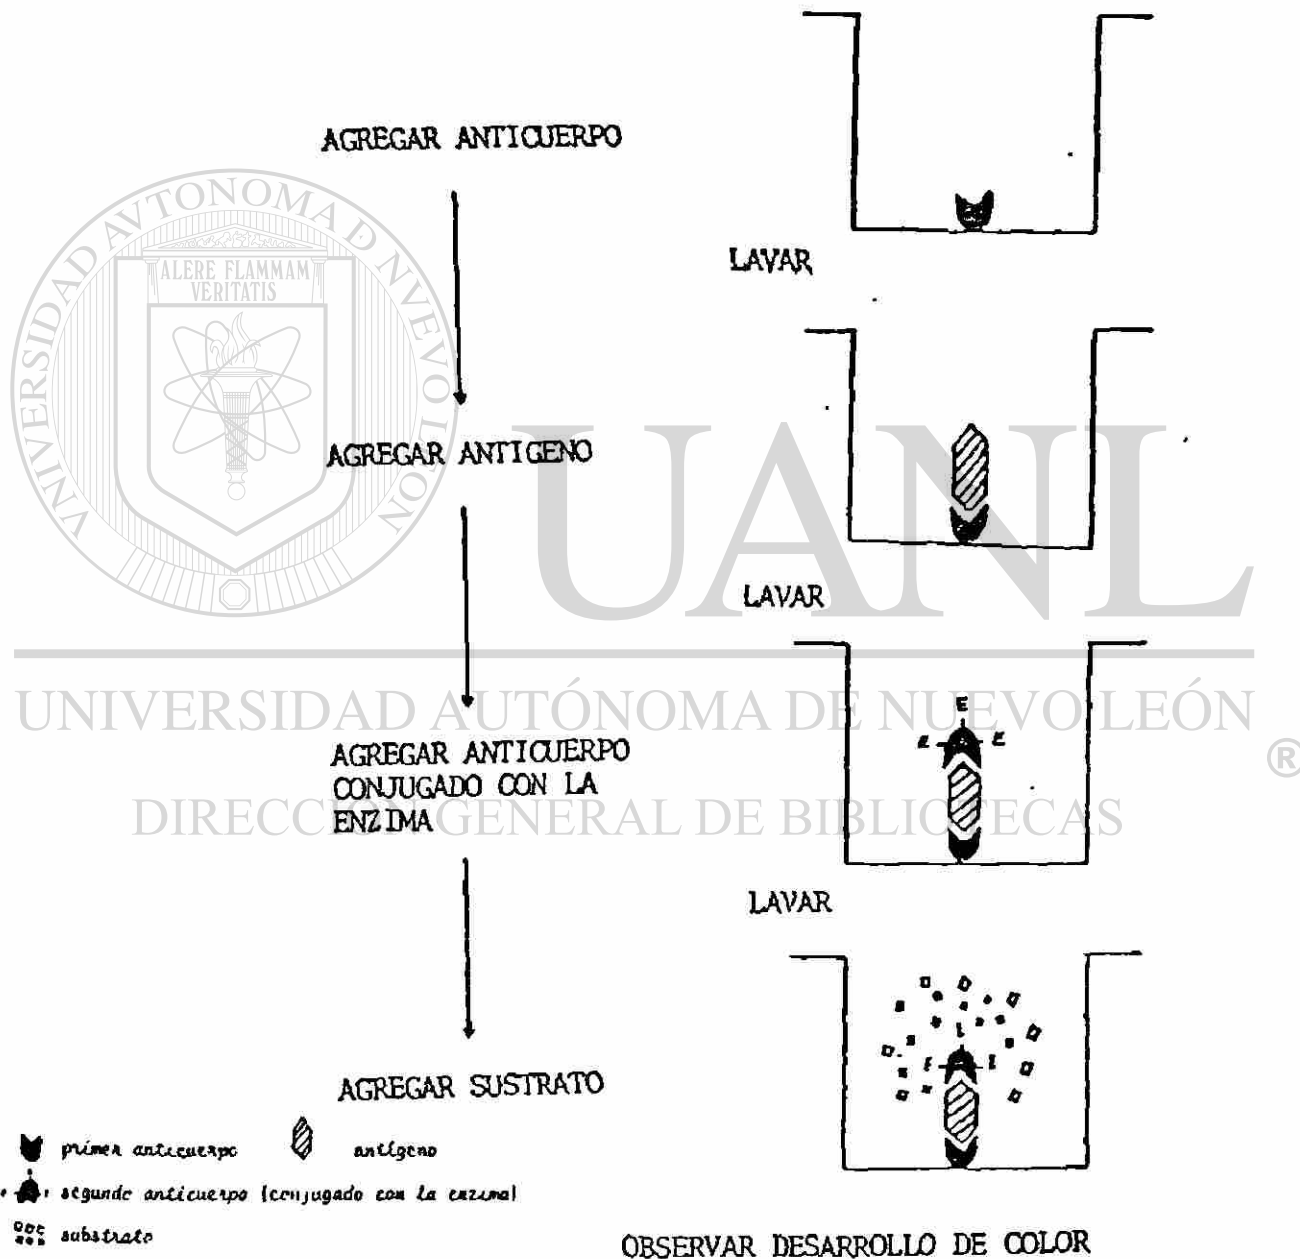 AGREGAR ANTICUERPO
LAVAR
AGREGAR ANTIGENO
LAVAR
E
E E
AGREGAR ANTICUERPO
CONJUGADO CON LA
ENZIMA
LAVAR
AGREGAR SUSTRATO
primer anticuerpo antígeno
segundo anticuerpo (conjugado con la enzima)
substrato
OBSERVAR DESARROLLO DE COLOR
UNIVERSIDAD AUTONOMA DE NUEVO LEON
ALERE FLAMMAM
VERITATIS
UANL
UNIVERSIDAD AUTÓNOMA DE NUEVO LEÓN
®
DIRECCIÓN GENERAL DE BIBLIOTECAS